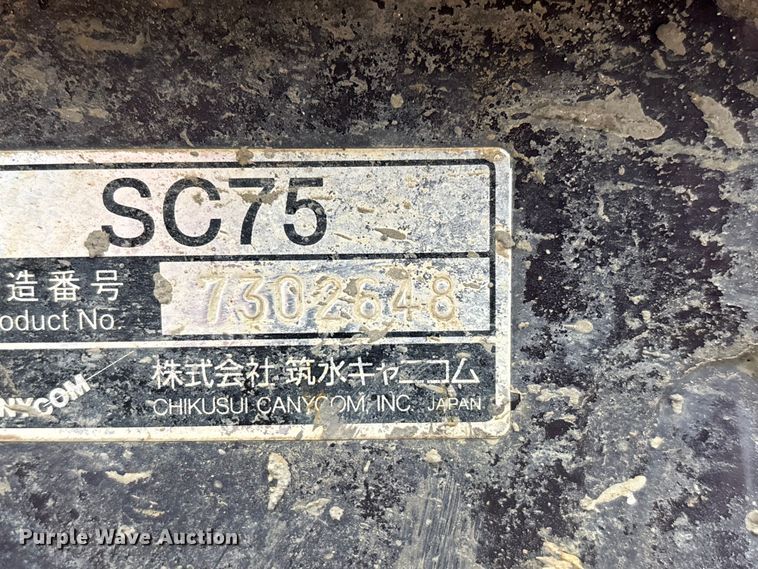 SC75
造番号
oduct No.
7302648
株式会社 筑水キャニコム
NYCOM
CHIKUSUI CANYCOM, INC. JAPAN
Purple Wave Auction